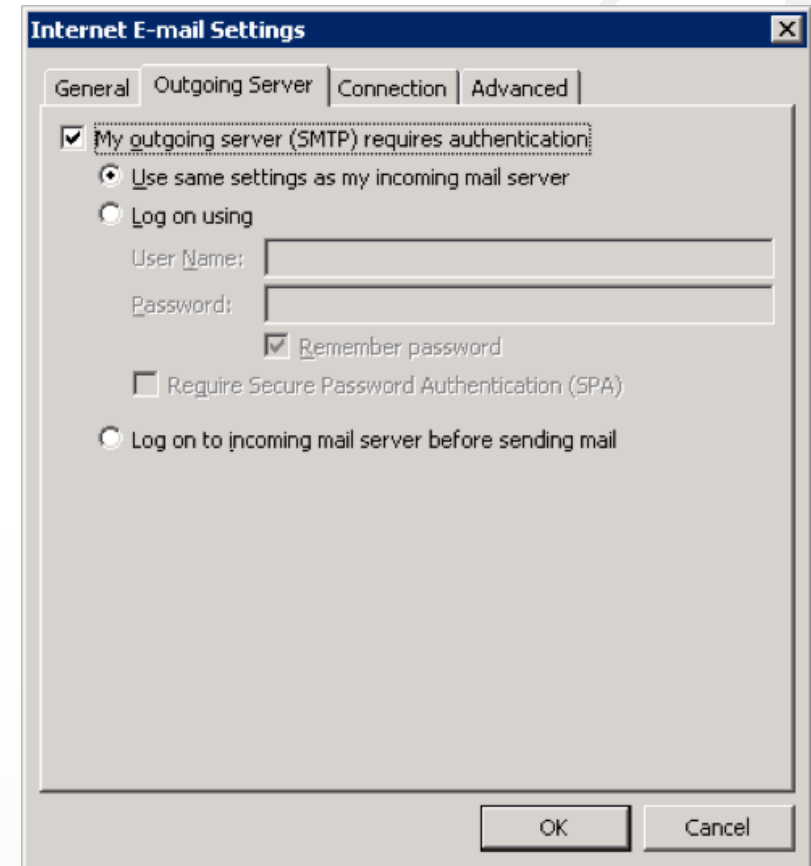 Internet E-mail Settings
General Outgoing Server Connection Advanced
My outgoing server (SMTP) requires authentication
Use same settings as my incoming mail server
Log on using
User Name:
Password:
Remember password
Require Secure Password Authentication (SPA)
Log on to incoming mail server before sending mail
OK Cancel